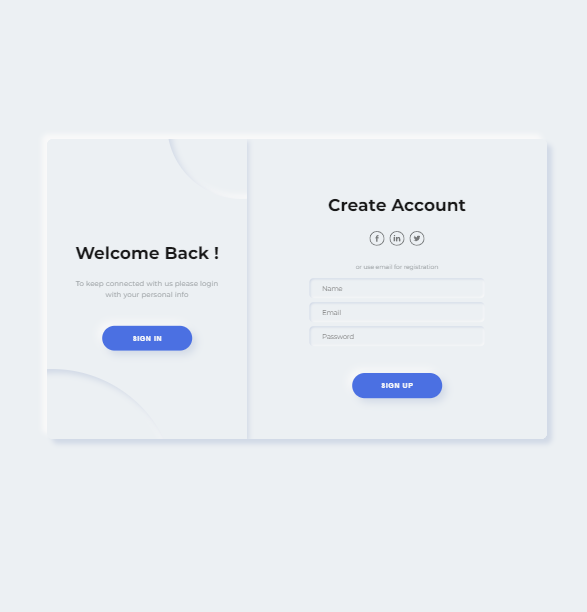 Welcome Back !
To keep connected with us please login
with your personal info
SIGN IN
Create Account
or use email for registration
Name
Email
Password
SIGN UP